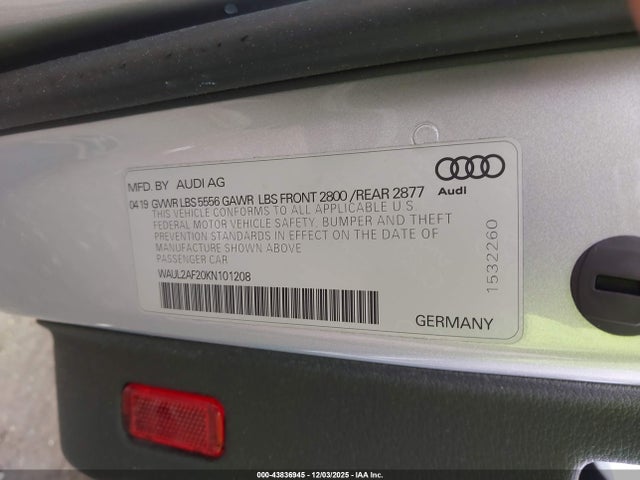 MFD. BY AUDI AG
Audi
04 19 GVWR LBS 5556 GAWR LBS FRONT 2800 /REAR 2877
THIS VEHICLE CONFORMS TO ALL APPLICABLE U.S.
FEDERAL MOTOR VEHICLE SAFETY, BUMPER AND THEFT
PREVENTION STANDARDS IN EFFECT ON THE DATE OF
MANUFACTURE SHOWN ABOVE
PASSENGER CAR
WAUL2AF20KN101208
1532260
GERMANY
000-43836945 - 12/03/2025 - IAA Inc.